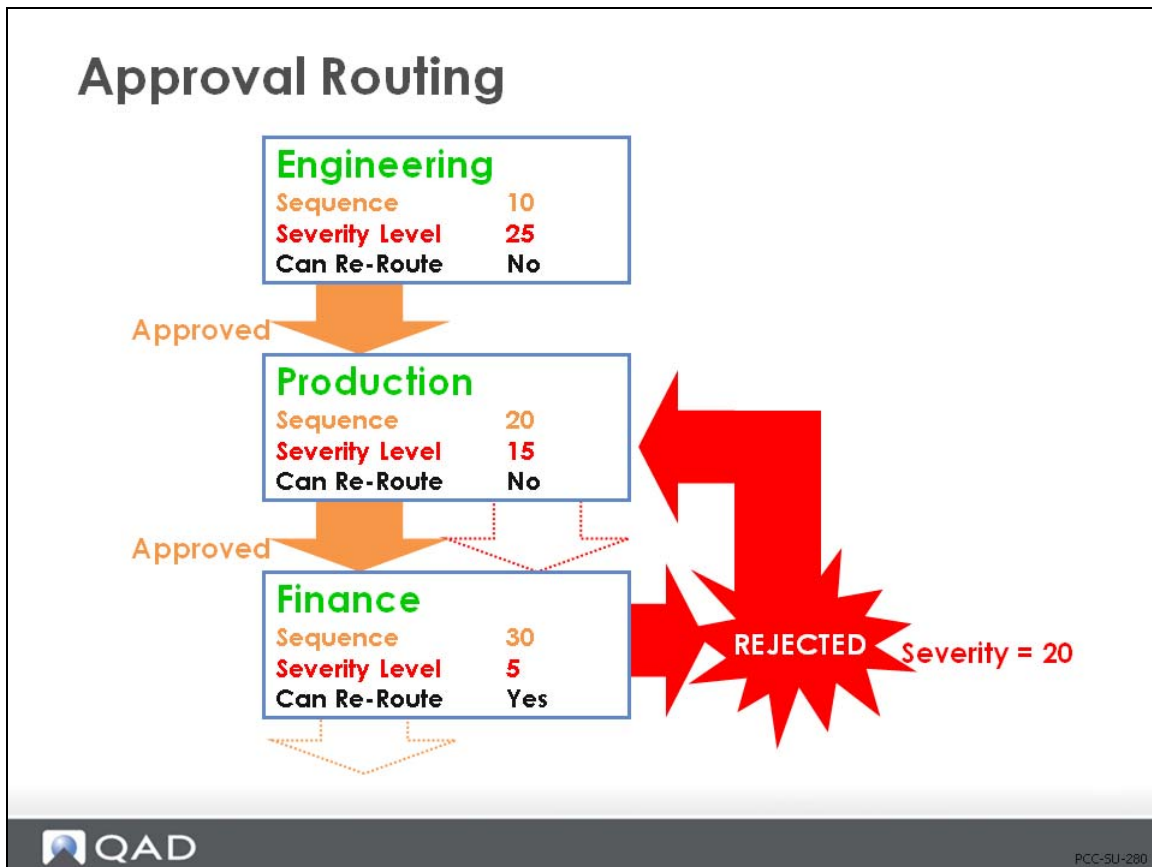 Approval Routing
Engineering
Sequence 10
Severity Level 25
Can Re-Route No
Approved
Production
Sequence 20
Severity Level 15
Can Re-Route No
Approved
Finance
Sequence 30
Severity Level 5
Can Re-Route Yes
REJECTED
Severity = 20
QAD
PCC-SU-280